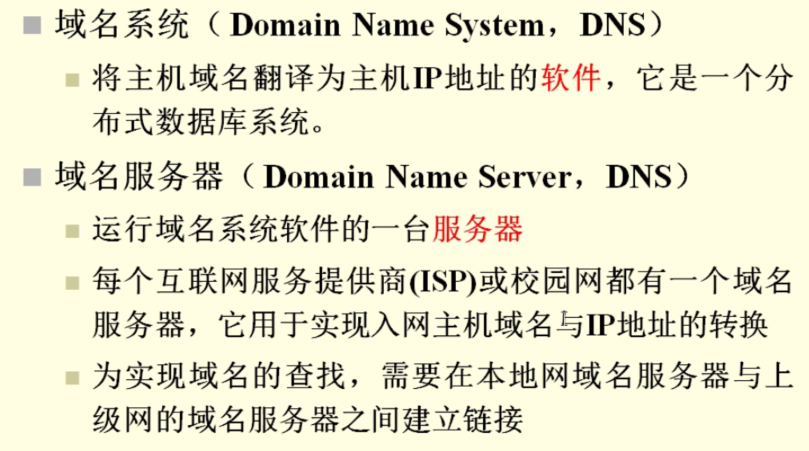 域名系统（Domain Name System，DNS）
将主机域名翻译为主机IP地址的软件，它是一个分
布式数据库系统。
域名服务器（Domain Name Server，DNS）
运行域名系统软件的一台服务器
每个互联网服务提供商(ISP)或校园网都有一个域名
服务器，它用于实现入网主机域名与IP地址的转换
为实现域名的查找，需要在本地网域名服务器与上
级网的域名服务器之间建立链接